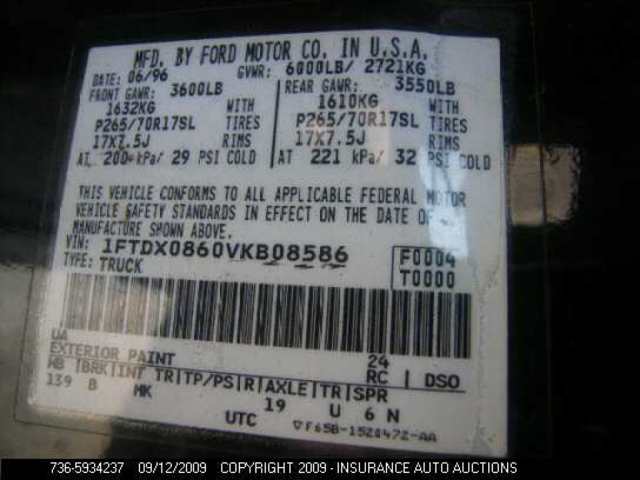 MFD. BY FORD MOTOR CO. IN U.S.A.
DATE: 06/96 GVWR: 6000LB/ 2721KG
FRONT GAWR: 3600LB REAR GAWR: 3550LB
1632KG WITH 1610KG WITH
P265/70R17SL TIRES P265/70R17SL TIRES
17X7.5J RIMS 17X7.5J RIMS
AT 200 kPa/ 29 PSI COLD AT 221 kPa/ 32 PSI COLD
THIS VEHICLE CONFORMS TO ALL APPLICABLE FEDERAL MOTOR
VEHICLE SAFETY STANDARDS IN EFFECT ON THE DATE OF
MANUFACTURE SHOWN ABOVE.
VIN: 1FTDX0860VKB08586 F0004
TYPE: TRUCK T0000
UA
EXTERIOR PAINT 24 RC DSO
WB |BRK|INT TR|TP/PS|R|AXLE|TR|SPR
139 B MK 19 U 6 N
UTC ▽F65B-1520472-AA
736-5934237 09/12/2009 COPYRIGHT 2009 - INSURANCE AUTO AUCTIONS